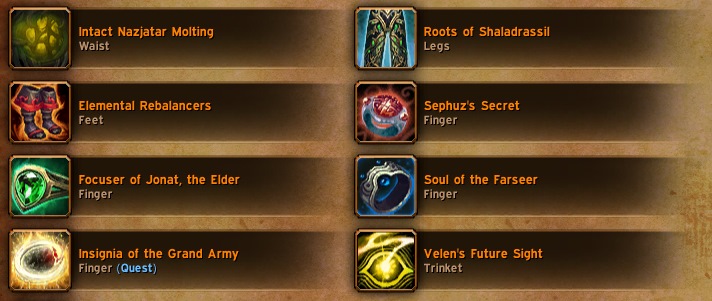 Intact Nazjatar Molting
Waist
Roots of Shaladrassil
Legs
Elemental Rebalancers
Feet
Sephuz's Secret
Finger
Focuser of Jonat, the Elder
Finger
Soul of the Farseer
Finger
Insignia of the Grand Army
Finger (Quest)
Velen's Future Sight
Trinket